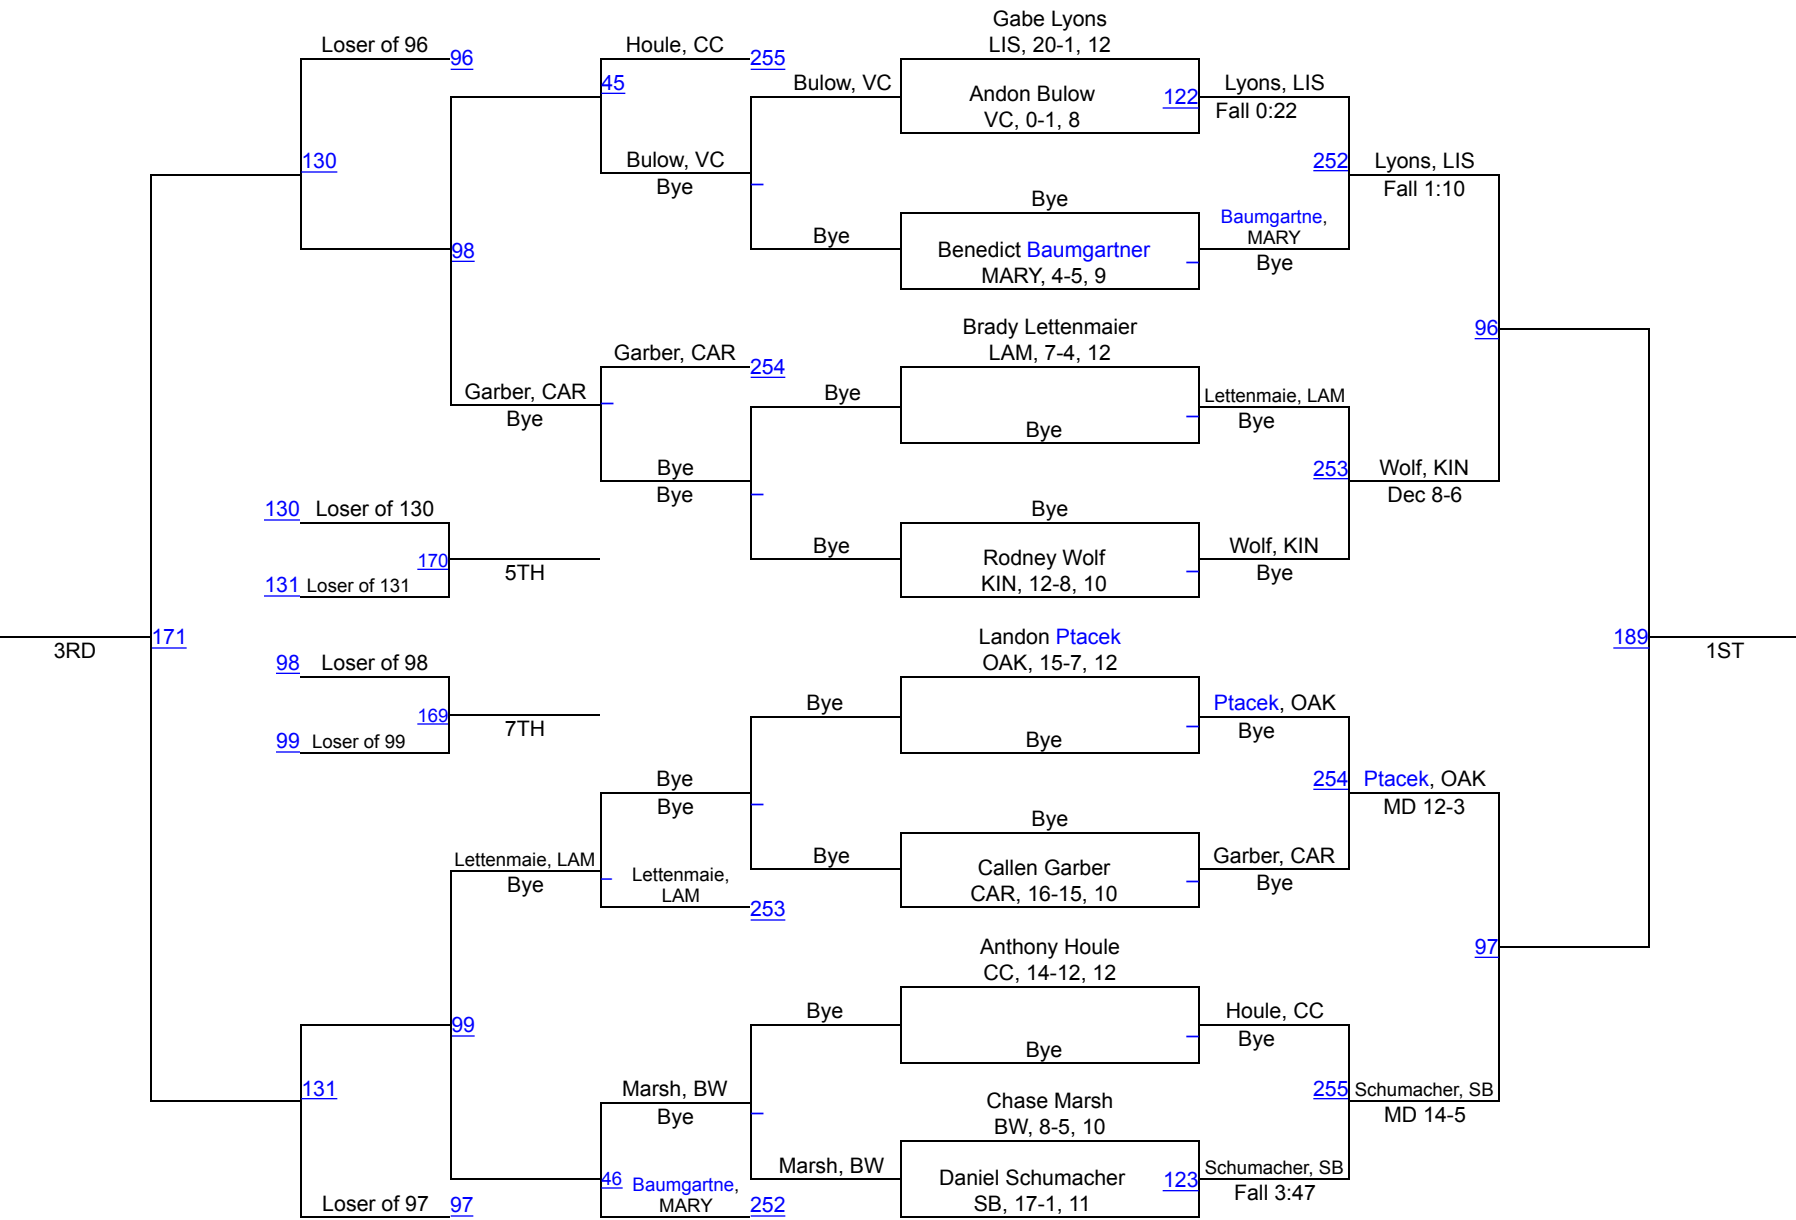 Gabe Lyons
LIS, 20-1, 12
Loser of 96
96
Houle, CC
255
45
Bulow, VC
Andon Bulow
VC, 0-1, 8
122
Lyons, LIS
Fall 0:22
130
Bulow, VC
Bye
252
Lyons, LIS
Fall 1:10
Bye
Baumgartne,
MARY
Bye
98
Bye
Benedict Baumgartner
MARY, 4-5, 9
Brady Lettenmaier
LAM, 7-4, 12
96
Garber, CAR
254
Garber, CAR
Bye
Bye
Bye
Lettenmaie, LAM
Bye
Bye
Bye
253
Wolf, KIN
Dec 8-6
130
Loser of 130
Bye
170
5TH
131
Loser of 131
Bye
Rodney Wolf
KIN, 12-8, 10
Wolf, KIN
Bye
3RD
171
Landon Ptacek
OAK, 15-7, 12
189
1ST
98
Loser of 98
169
7TH
99
Loser of 99
Bye
Bye
Ptacek, OAK
Bye
Bye
Bye
254
Ptacek, OAK
MD 12-3
Bye
Lettenmaie, LAM
Bye
Lettenmaie,
LAM
253
Bye
Callen Garber
CAR, 16-15, 10
Garber, CAR
Bye
Anthony Houle
CC, 14-12, 12
97
99
Bye
Bye
Houle, CC
Bye
131
Marsh, BW
Bye
Chase Marsh
BW, 8-5, 10
255
Schumacher, SB
MD 14-5
Loser of 97
97
46
Baumgartne,
MARY
252
Marsh, BW
Daniel Schumacher
SB, 17-1, 11
123
Schumacher, SB
Fall 3:47